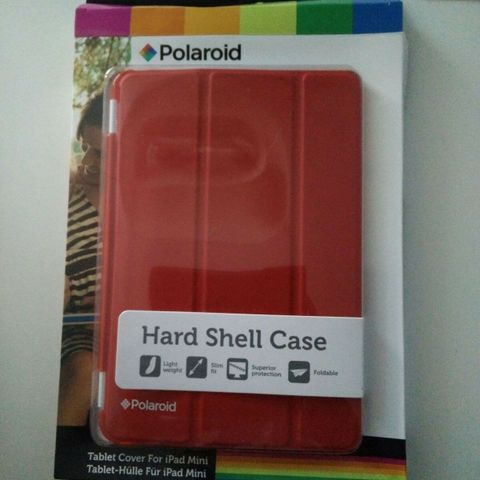 Polaroid
Hard Shell Case
Light weight
Slim fit
Superior protection
Foldable
Polaroid
Tablet Cover For iPad Mini
Tablet-Hülle Für iPad Mini